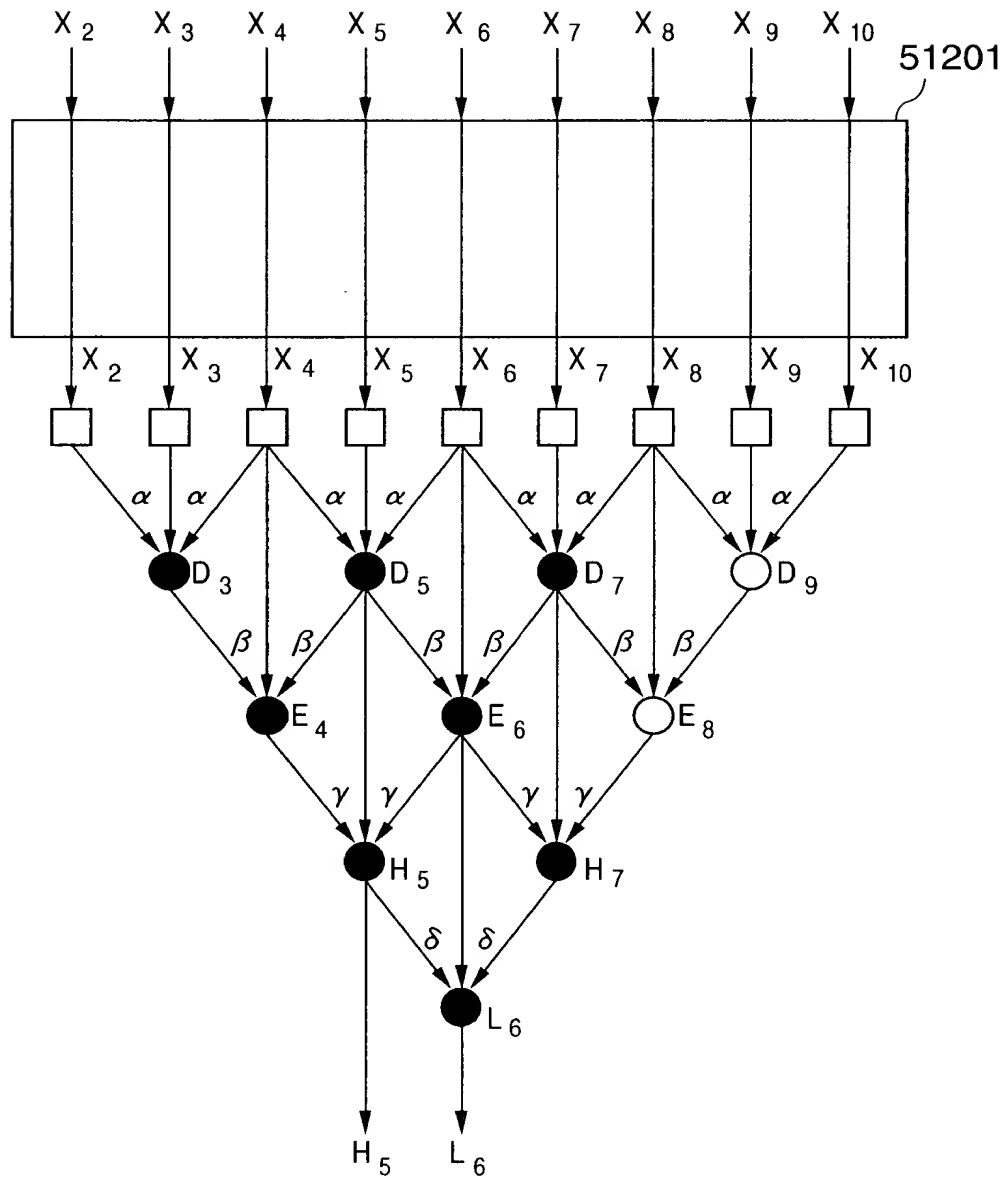 X2 X3 X4 X5 X6 X7 X8 X9 X10
51201
X2 X3 X4 X5 X6 X7 X8 X9 X10
α α α α α α α α
D3 D5 D7 D9
β β β β β β
E4 E6 E8
γ γ γ γ
H5 H7
δ δ
L6
H5 L6